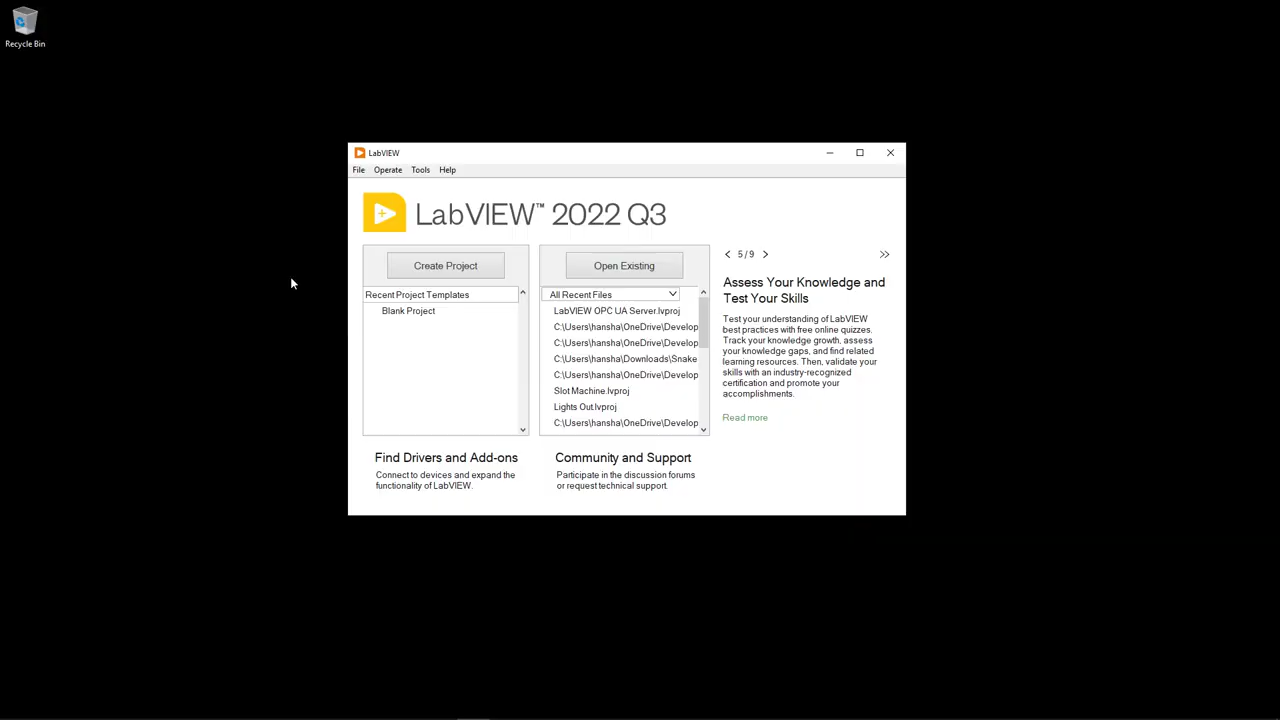 Recycle Bin
LabVIEW
File Operate Tools Help
LabVIEW™ 2022 Q3
Create Project
Recent Project Templates
Blank Project
Open Existing
All Recent Files
LabVIEW OPC UA Server.lvproj
C:\Users\hansha\OneDrive\Develop
C:\Users\hansha\OneDrive\Develop
C:\Users\hansha\Downloads\Snake
C:\Users\hansha\OneDrive\Develop
Slot Machine.lvproj
Lights Out.lvproj
C:\Users\hansha\OneDrive\Develop
5/9
Assess Your Knowledge and
Test Your Skills
Test your understanding of LabVIEW
best practices with free online quizzes.
Track your knowledge growth, assess
your knowledge gaps, and find related
learning resources. Then, validate your
skills with an industry-recognized
certification and promote your
accomplishments.
Read more
Find Drivers and Add-ons
Connect to devices and expand the
functionality of LabVIEW.
Community and Support
Participate in the discussion forums
or request technical support.